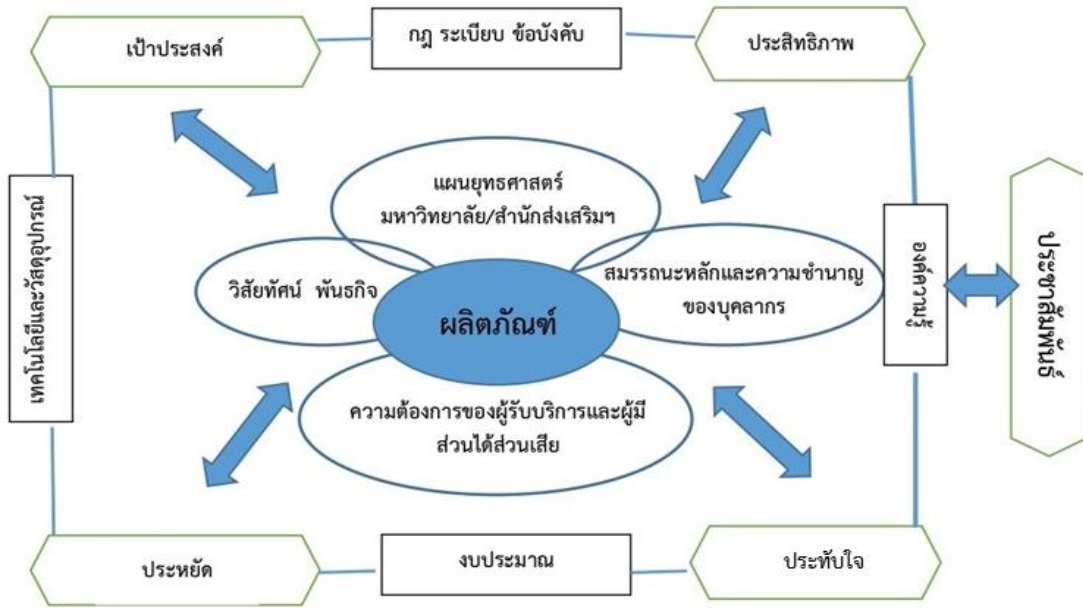 เป้าประสงค์
กฎ ระเบียบ ข้อบังคับ
ประสิทธิภาพ
แผนยุทธศาสตร์
มหาวิทยาลัย/สำนักส่งเสริมฯ
เทคโนโลยีและวัสดุอุปกรณ์
วิสัยทัศน์ พันธกิจ
ผลิตภัณฑ์
สมรรถนะหลักและความชำนาญ
ของบุคลากร
องค์ความรู้
ประชาสัมพันธ์
ความต้องการของผู้รับบริการและผู้มี
ส่วนได้ส่วนเสีย
ประหยัด
งบประมาณ
ประทับใจ